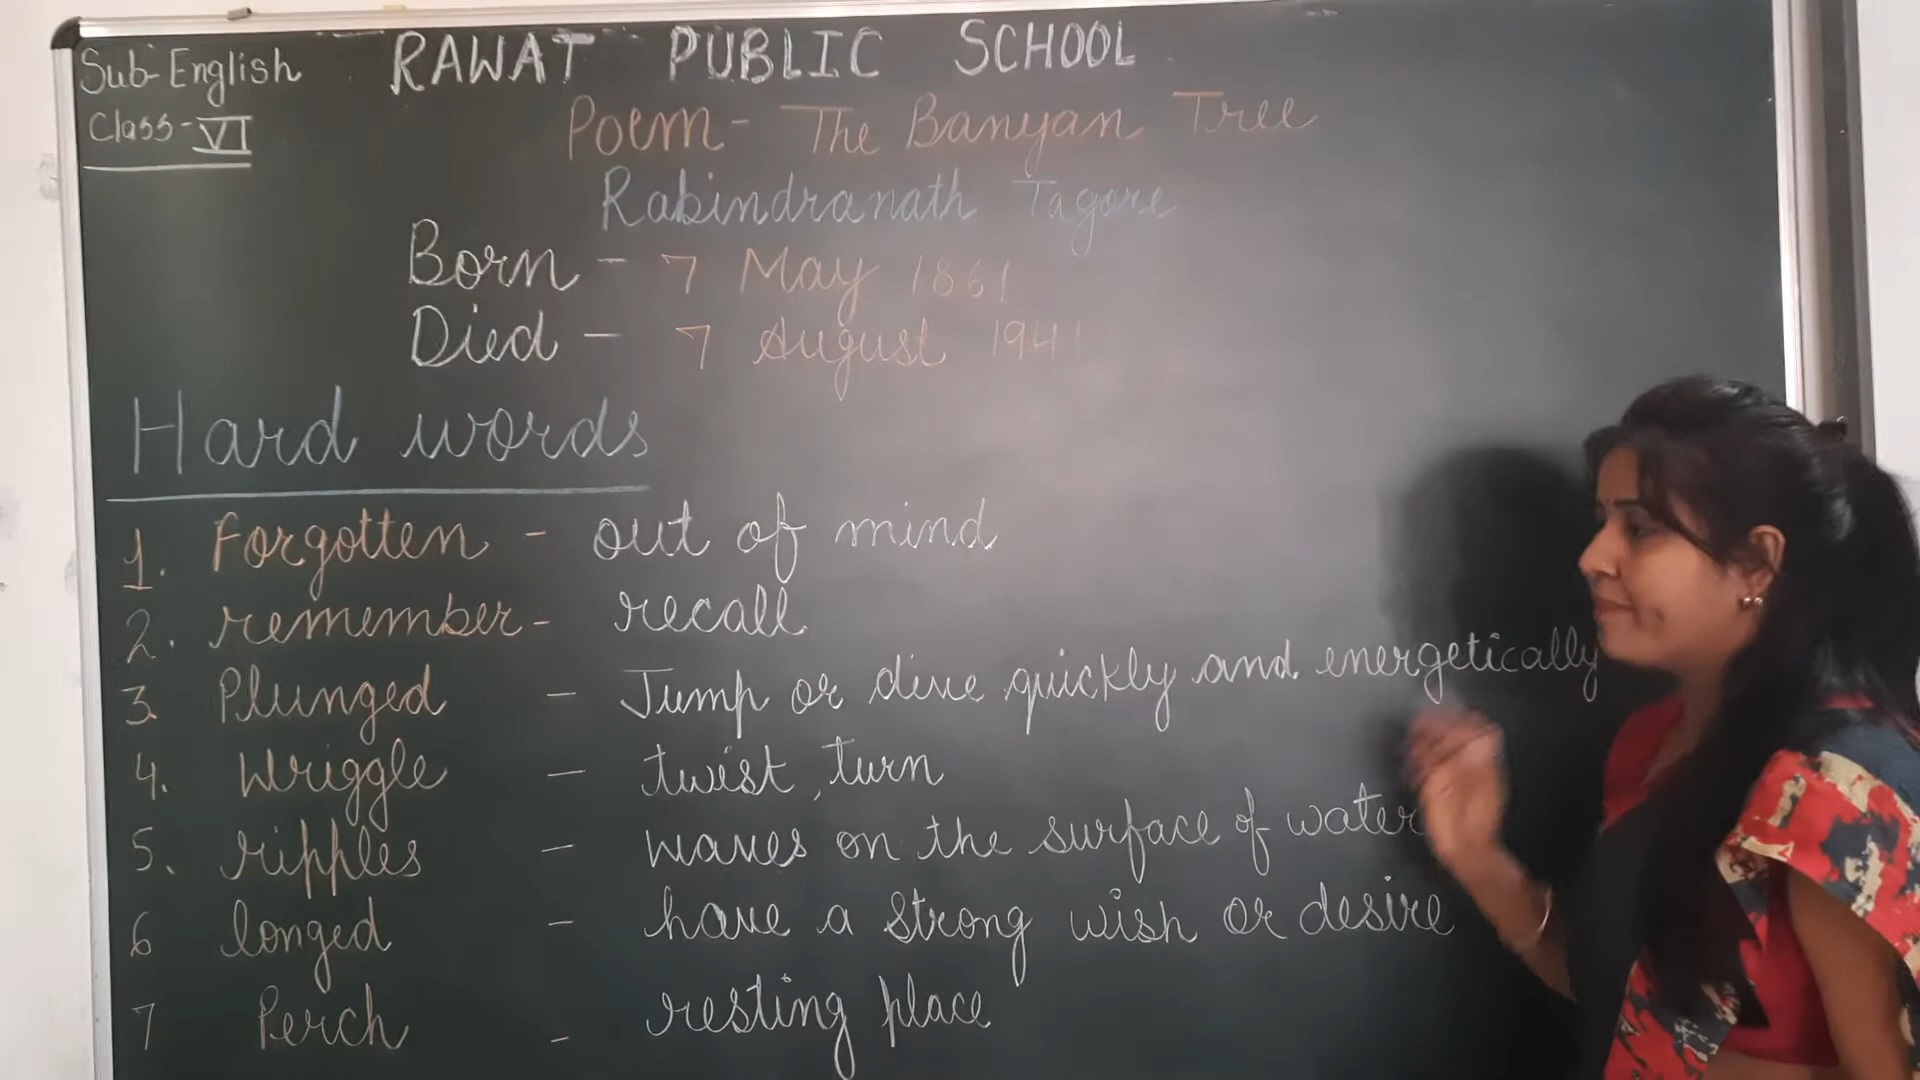 Sub-English
RAWAT PUBLIC SCHOOL
Class-VI
Poem- The Banyan Tree
Rabindranath Tagore
Born - 7 May 1861
Died - 7 August 1941
Hard words
1. Forgotten - out of mind
2. remember- recall
3. Plunged - Jump or dive quickly and energetically
4. Wriggle - twist, turn
5. ripples - waves on the surface of water
6 longed - have a strong wish or desire
7 Perch - resting place